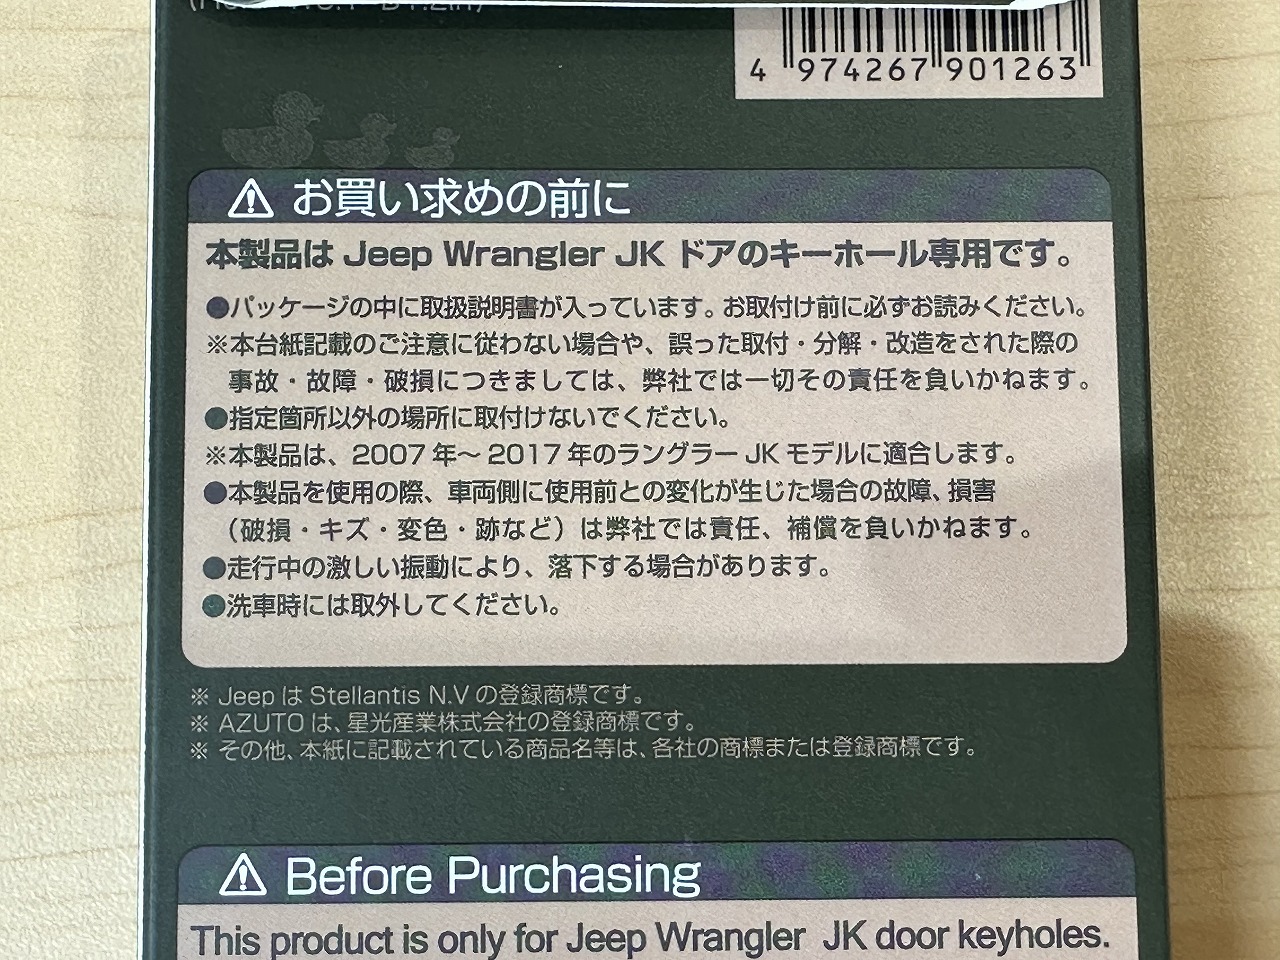 4 974267 901263
⚠ お買い求めの前に
本製品は Jeep Wrangler JK ドアのキーホール専用です。
●パッケージの中に取扱説明書が入っています。お取付け前に必ずお読みください。
※本台紙記載のご注意に従わない場合や、誤った取付・分解・改造をされた際の
事故・故障・破損につきましては、弊社では一切その責任を負いかねます。
●指定箇所以外の場所に取付けないでください。
※本製品は、2007 年〜 2017 年のラングラー JK モデルに適合します。
●本製品を使用の際、車両側に使用前との変化が生じた場合の故障、損害
（破損・キズ・変色・跡など）は弊社では責任、補償を負いかねます。
●走行中の激しい振動により、落下する場合があります。
●洗車時には取外してください。
※ Jeep は Stellantis N.V の登録商標です。
※ AZUTO は、星光産業株式会社の登録商標です。
※ その他、本紙に記載されている商品名等は、各社の商標または登録商標です。
⚠ Before Purchasing
This product is only for Jeep Wrangler JK door keyholes.